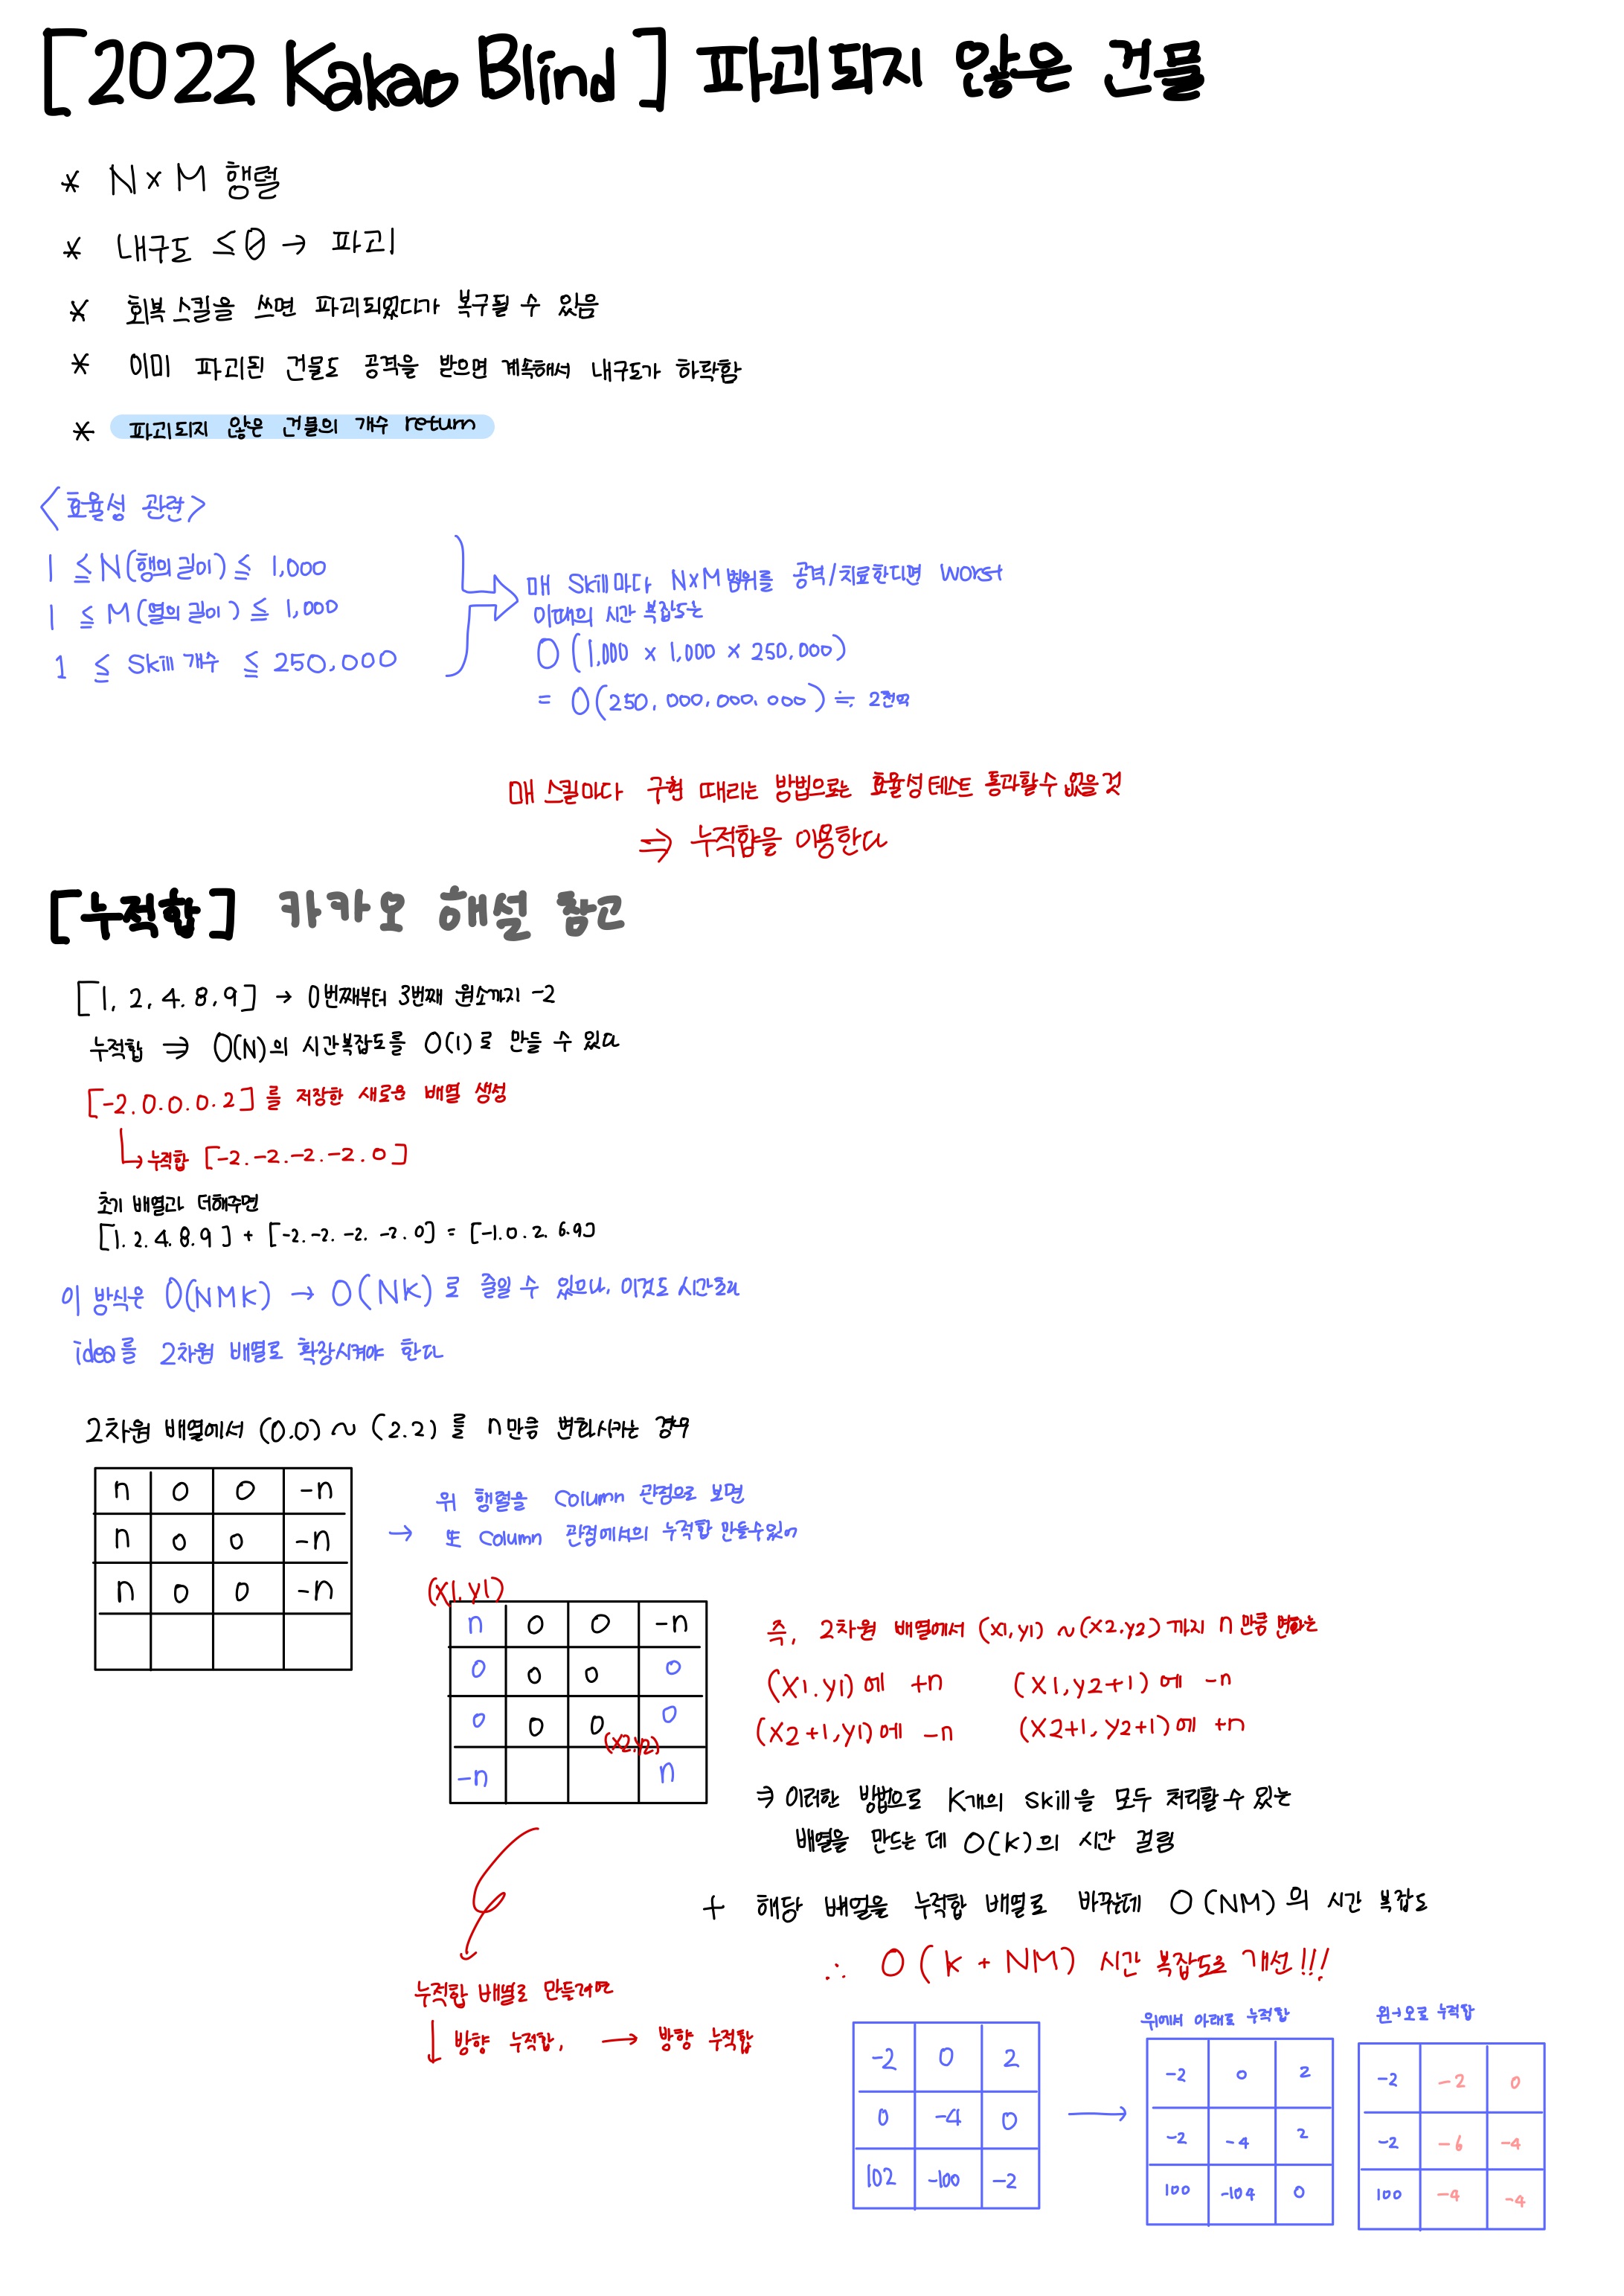 [2022 Kakao Blind] 파괴되지 않은 건물
* N×M 행렬
* 내구도 ≤0 → 파괴
* 회복 스킬을 쓰면 파괴되었다가 복구될 수 있음
* 이미 파괴된 건물도 공격을 받으면 계속해서 내구도가 하락함
* 파괴되지 않은 건물의 개수 return
<효율성 관련>
1 ≦ N(행의 길이) ≦ 1,000
1 ≦ M(열의 길이) ≦ 1,000
1 ≦ Skill 개수 ≦ 250,000
매 Skill마다 N×M 범위를 공격/치료한다면 worst
이때의 시간 복잡도는
O(1,000 × 1,000 × 250,000)
= O(250,000,000,000) ≒ 2천억
매 스킬마다 구현 때리는 방법으로는 효율성 테스트 통과할 수 없을 것
⇒ 누적합을 이용한다
[누적합] 카카오 해설 참고
[1, 2, 4. 8, 9] → 0번째부터 3번째 원소까지 -2
누적합 ⇒ O(N)의 시간복잡도를 O(1)로 만들 수 있다
[-2. 0. 0. 0. 2]를 저장한 새로운 배열 생성
↳ 누적합 [-2. -2. -2. -2. 0]
초기 배열과 더해주면
[1. 2. 4. 8. 9] + [-2. -2. -2. -2. 0] = [-1. 0. 2. 6. 9]
이 방식은 O(NMK) → O(NK)로 줄일 수 있으나, 이것도 시간초과
idea를 2차원 배열로 확장시켜야 한다
2차원 배열에서 (0.0) ~ (2.2)를 n만큼 변화시키는 경우
n 0 0 -n
n 0 0 -n
n 0 0 -n
→ 위 행렬을 Column 관점으로 보면
또 Column 관점에서의 누적합 만들수있어
(X1, Y1)
n 0 0 -n
0 0 0 0
0 0 0 0
(X2.Y2)
-n n
즉, 2차원 배열에서 (X1, Y1) ~ (X2, Y2)까지 n만큼 변하는
(X1. Y1)에 +n (X1, Y2+1)에 -n
(X2+1, Y1)에 -n (X2+1, Y2+1)에 +n
⇒ 이러한 방법으로 K개의 Skill을 모두 처리할 수 있는
배열을 만드는 데 O(K)의 시간 걸림
+ 해당 배열을 누적합 배열로 바꾸는데 O(NM)의 시간 복잡도
∴ O(K + NM) 시간 복잡도로 개선!!!
누적합 배열로 만들려면
↓ 방향 누적합, → 방향 누적합
-2 0 2
0 -4 0
102 -100 -2
→
위에서 아래로 누적합
-2 0 2
-2 -4 2
100 -104 0
왼→오로 누적합
-2 -2 0
-2 -6 -4
100 -4 -4